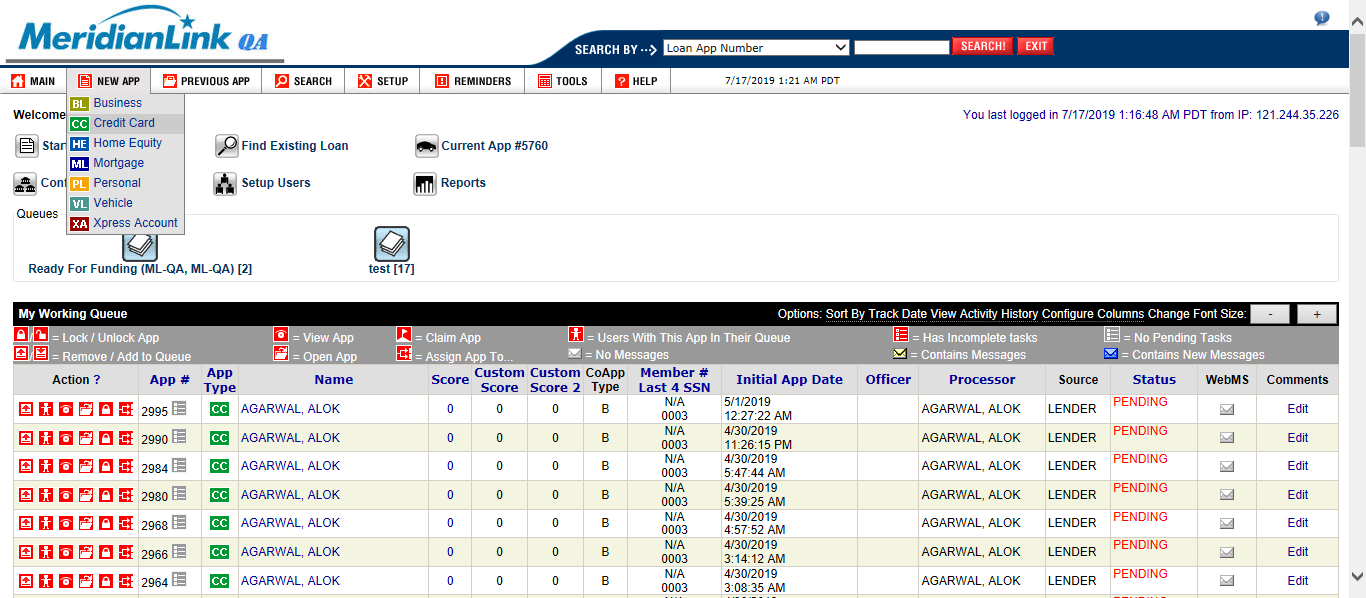 MeridianLink QA
SEARCH BY Loan App Number SEARCH! EXIT
MAIN NEW APP PREVIOUS APP SEARCH SETUP REMINDERS TOOLS HELP 7/17/2019 1:21 AM PDT
BL Business
CC Credit Card
HE Home Equity
ML Mortgage
PL Personal
VL Vehicle
XA Xpress Account
Welcome You last logged in 7/17/2019 1:16:48 AM PDT from IP: 121.244.35.226
Find Existing Loan Current App #5760
Setup Users Reports
Queues
Ready For Funding (ML-QA, ML-QA) [2] test [17]
My Working Queue Options: Sort By Track Date View Activity History Configure Columns Change Font Size: - +
/ = Lock / Unlock App = View App = Claim App = Users With This App In Their Queue = Has Incomplete tasks = No Pending Tasks
/ = Remove / Add to Queue = Open App = Assign App To... = No Messages = Contains Messages = Contains New Messages
Action ? App # App Type Name Score Custom Score Custom Score 2 CoApp Type Member # Last 4 SSN Initial App Date Officer Processor Source Status WebMS Comments
2995 CC AGARWAL, ALOK 0 0 0 B N/A 0003 5/1/2019 12:27:22 AM AGARWAL, ALOK LENDER PENDING Edit
2990 CC AGARWAL, ALOK 0 0 0 B N/A 0003 4/30/2019 11:26:15 PM AGARWAL, ALOK LENDER PENDING Edit
2984 CC AGARWAL, ALOK 0 0 0 B N/A 0003 4/30/2019 5:47:44 AM AGARWAL, ALOK LENDER PENDING Edit
2980 CC AGARWAL, ALOK 0 0 0 B N/A 0003 4/30/2019 5:39:25 AM AGARWAL, ALOK LENDER PENDING Edit
2968 CC AGARWAL, ALOK 0 0 0 B N/A 0003 4/30/2019 4:57:52 AM AGARWAL, ALOK LENDER PENDING Edit
2966 CC AGARWAL, ALOK 0 0 0 B N/A 0003 4/30/2019 3:14:12 AM AGARWAL, ALOK LENDER PENDING Edit
2964 CC AGARWAL, ALOK 0 0 0 B N/A 0003 4/30/2019 3:08:35 AM AGARWAL, ALOK LENDER PENDING Edit